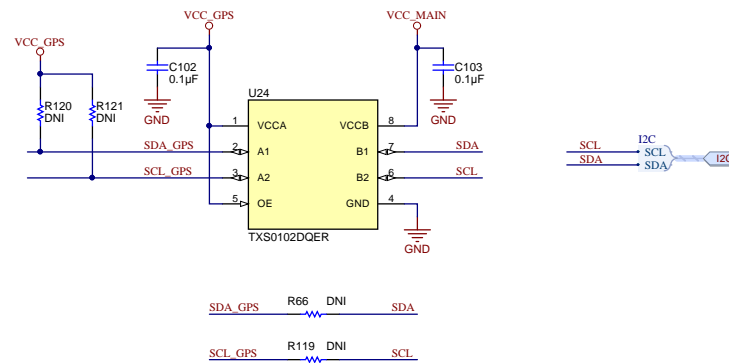 VCC_GPS
VCC_MAIN
VCC_GPS
C102
0.1µF
C103
0.1µF
GND
GND
R120
DNI
R121
DNI
U24
1
VCCA
VCCB
8
SDA_GPS
2
A1
B1
7
SDA
SCL_GPS
3
A2
B2
6
SCL
5
OE
GND
4
TXS0102DQER
GND
I2C
SCL
SCL
SDA
SDA
I2C
SDA_GPS
R66
DNI
SDA
SCL_GPS
R119
DNI
SCL